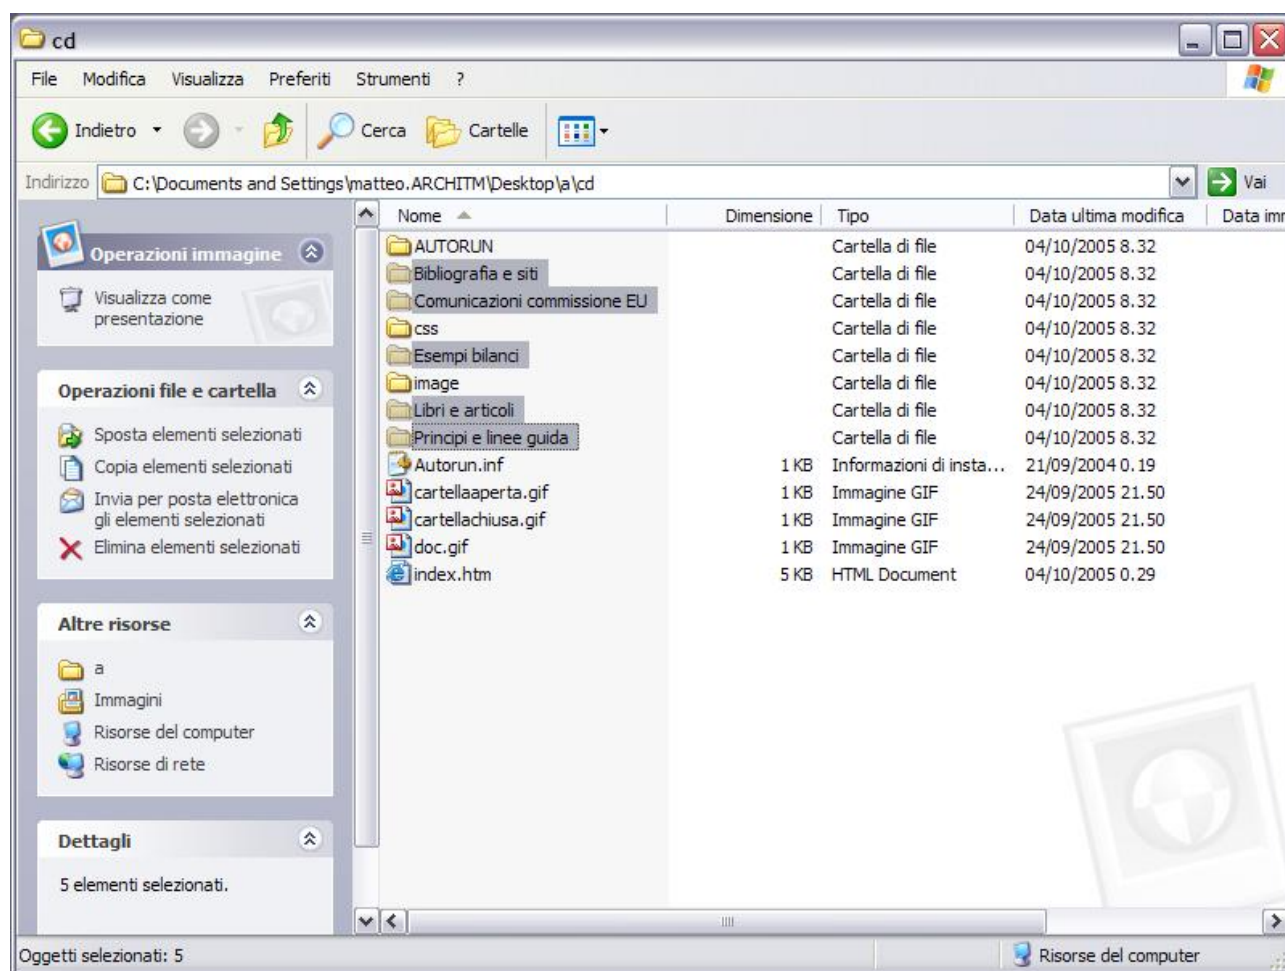 cd
File Modifica Visualizza Preferiti Strumenti ?
Indietro Cerca Cartelle
Indirizzo C:\Documents and Settings\matteo.ARCHITM\Desktop\a\cd Vai
Operazioni immagine
Visualizza come
presentazione
Operazioni file e cartella
Sposta elementi selezionati
Copia elementi selezionati
Invia per posta elettronica
gli elementi selezionati
Elimina elementi selezionati
Altre risorse
a
Immagini
Risorse del computer
Risorse di rete
Dettagli
5 elementi selezionati.
Nome Dimensione Tipo Data ultima modifica Data imm
AUTORUN Cartella di file 04/10/2005 8.32
Bibliografia e siti Cartella di file 04/10/2005 8.32
Comunicazioni commissione EU Cartella di file 04/10/2005 8.32
css Cartella di file 04/10/2005 8.32
Esempi bilanci Cartella di file 04/10/2005 8.32
image Cartella di file 04/10/2005 8.32
Libri e articoli Cartella di file 04/10/2005 8.32
Principi e linee guida Cartella di file 04/10/2005 8.32
Autorun.inf 1 KB Informazioni di insta... 21/09/2004 0.19
cartellaaperta.gif 1 KB Immagine GIF 24/09/2005 21.50
cartellachiusa.gif 1 KB Immagine GIF 24/09/2005 21.50
doc.gif 1 KB Immagine GIF 24/09/2005 21.50
index.htm 5 KB HTML Document 04/10/2005 0.29
Oggetti selezionati: 5 Risorse del computer